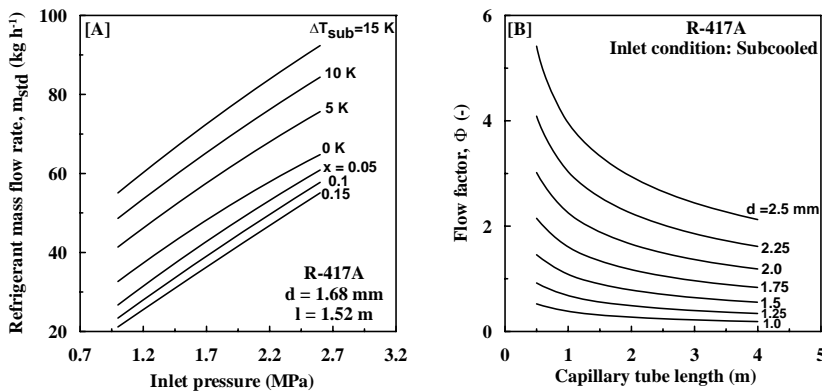 [A]
ΔTsub=15 K
10 K
5 K
0 K
x = 0.05
0.1
0.15
R-417A
d = 1.68 mm
l = 1.52 m
100
80
60
40
20
0.7 1.2 1.7 2.2 2.7 3.2
Inlet pressure (MPa)
Refrigerant mass flow rate, mstd (kg h-1)
[B]
R-417A
Inlet condition: Subcooled
d =2.5 mm
2.25
2.0
1.75
1.5
1.25
1.0
6
4
2
0
0 1 2 3 4 5
Capillary tube length (m)
Flow factor, Φ (-)